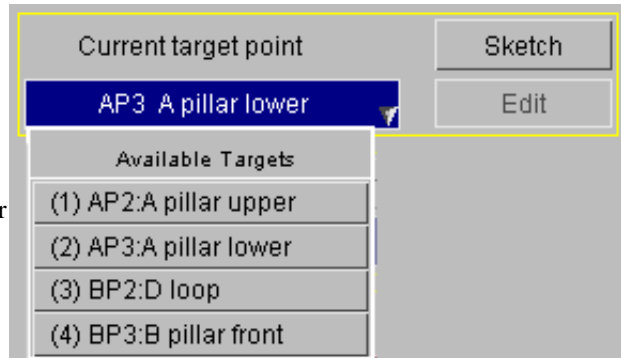 Current target point
Sketch
AP3 A pillar lower
Edit
Available Targets
(1) AP2:A pillar upper
r
(2) AP3:A pillar lower
(3) BP2:D loop
(4) BP3:B pillar front